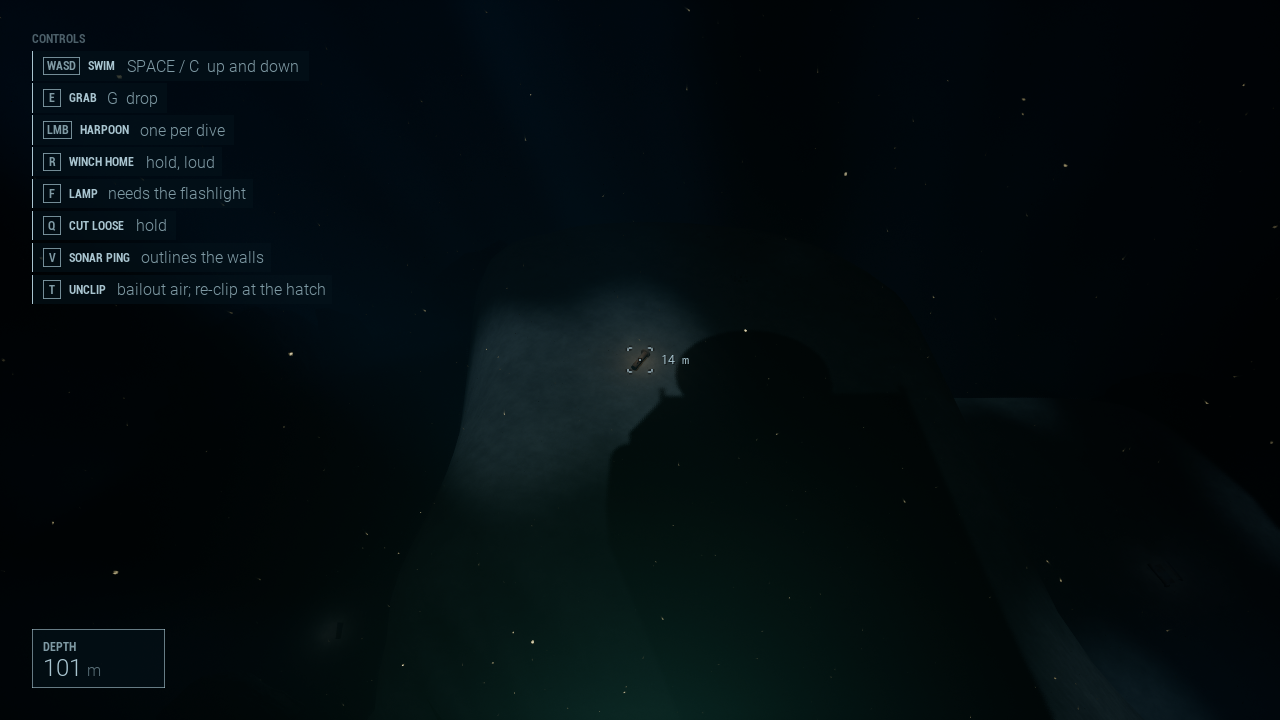 CONTROLS
WASD SWIM SPACE / C up and down
E GRAB G drop
LMB HARPOON one per dive
R WINCH HOME hold, loud
F LAMP needs the flashlight
Q CUT LOOSE hold
V SONAR PING outlines the walls
T UNCLIP bailout air; re-clip at the hatch
14 m
DEPTH
101 m